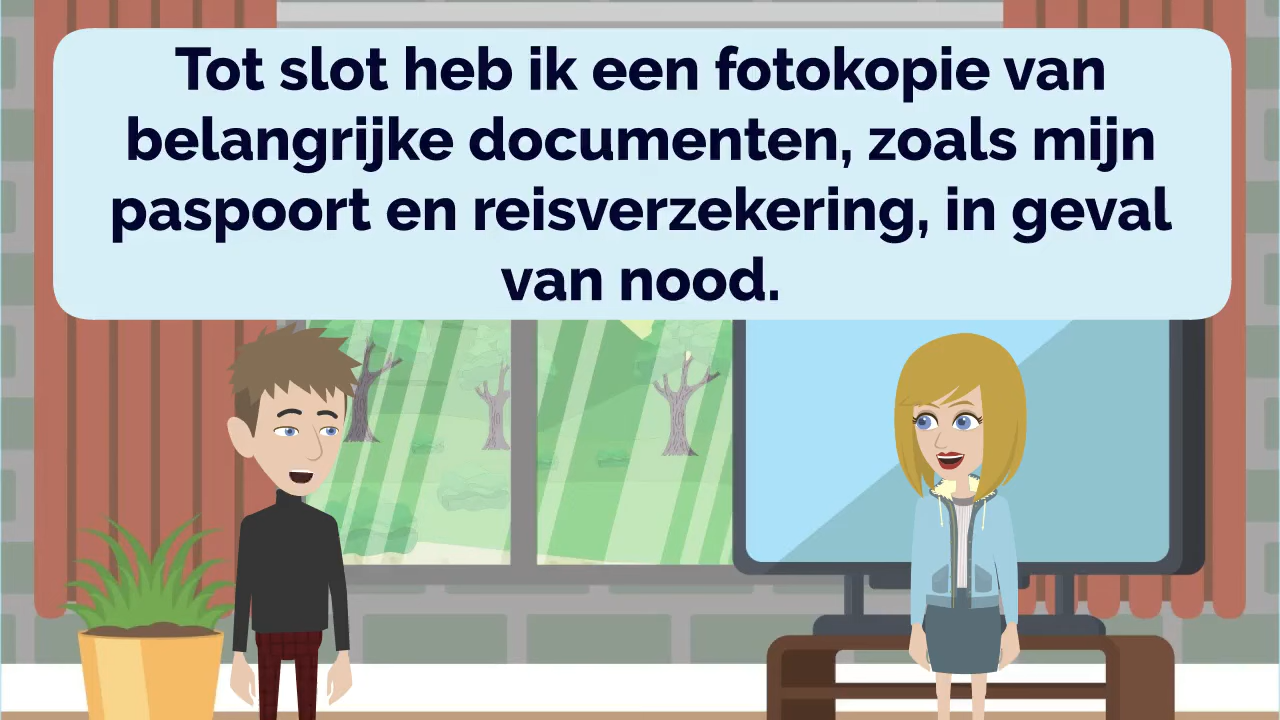 Tot slot heb ik een fotokopie van
belangrijke documenten, zoals mijn
paspoort en reisverzekering, in geval
van nood.